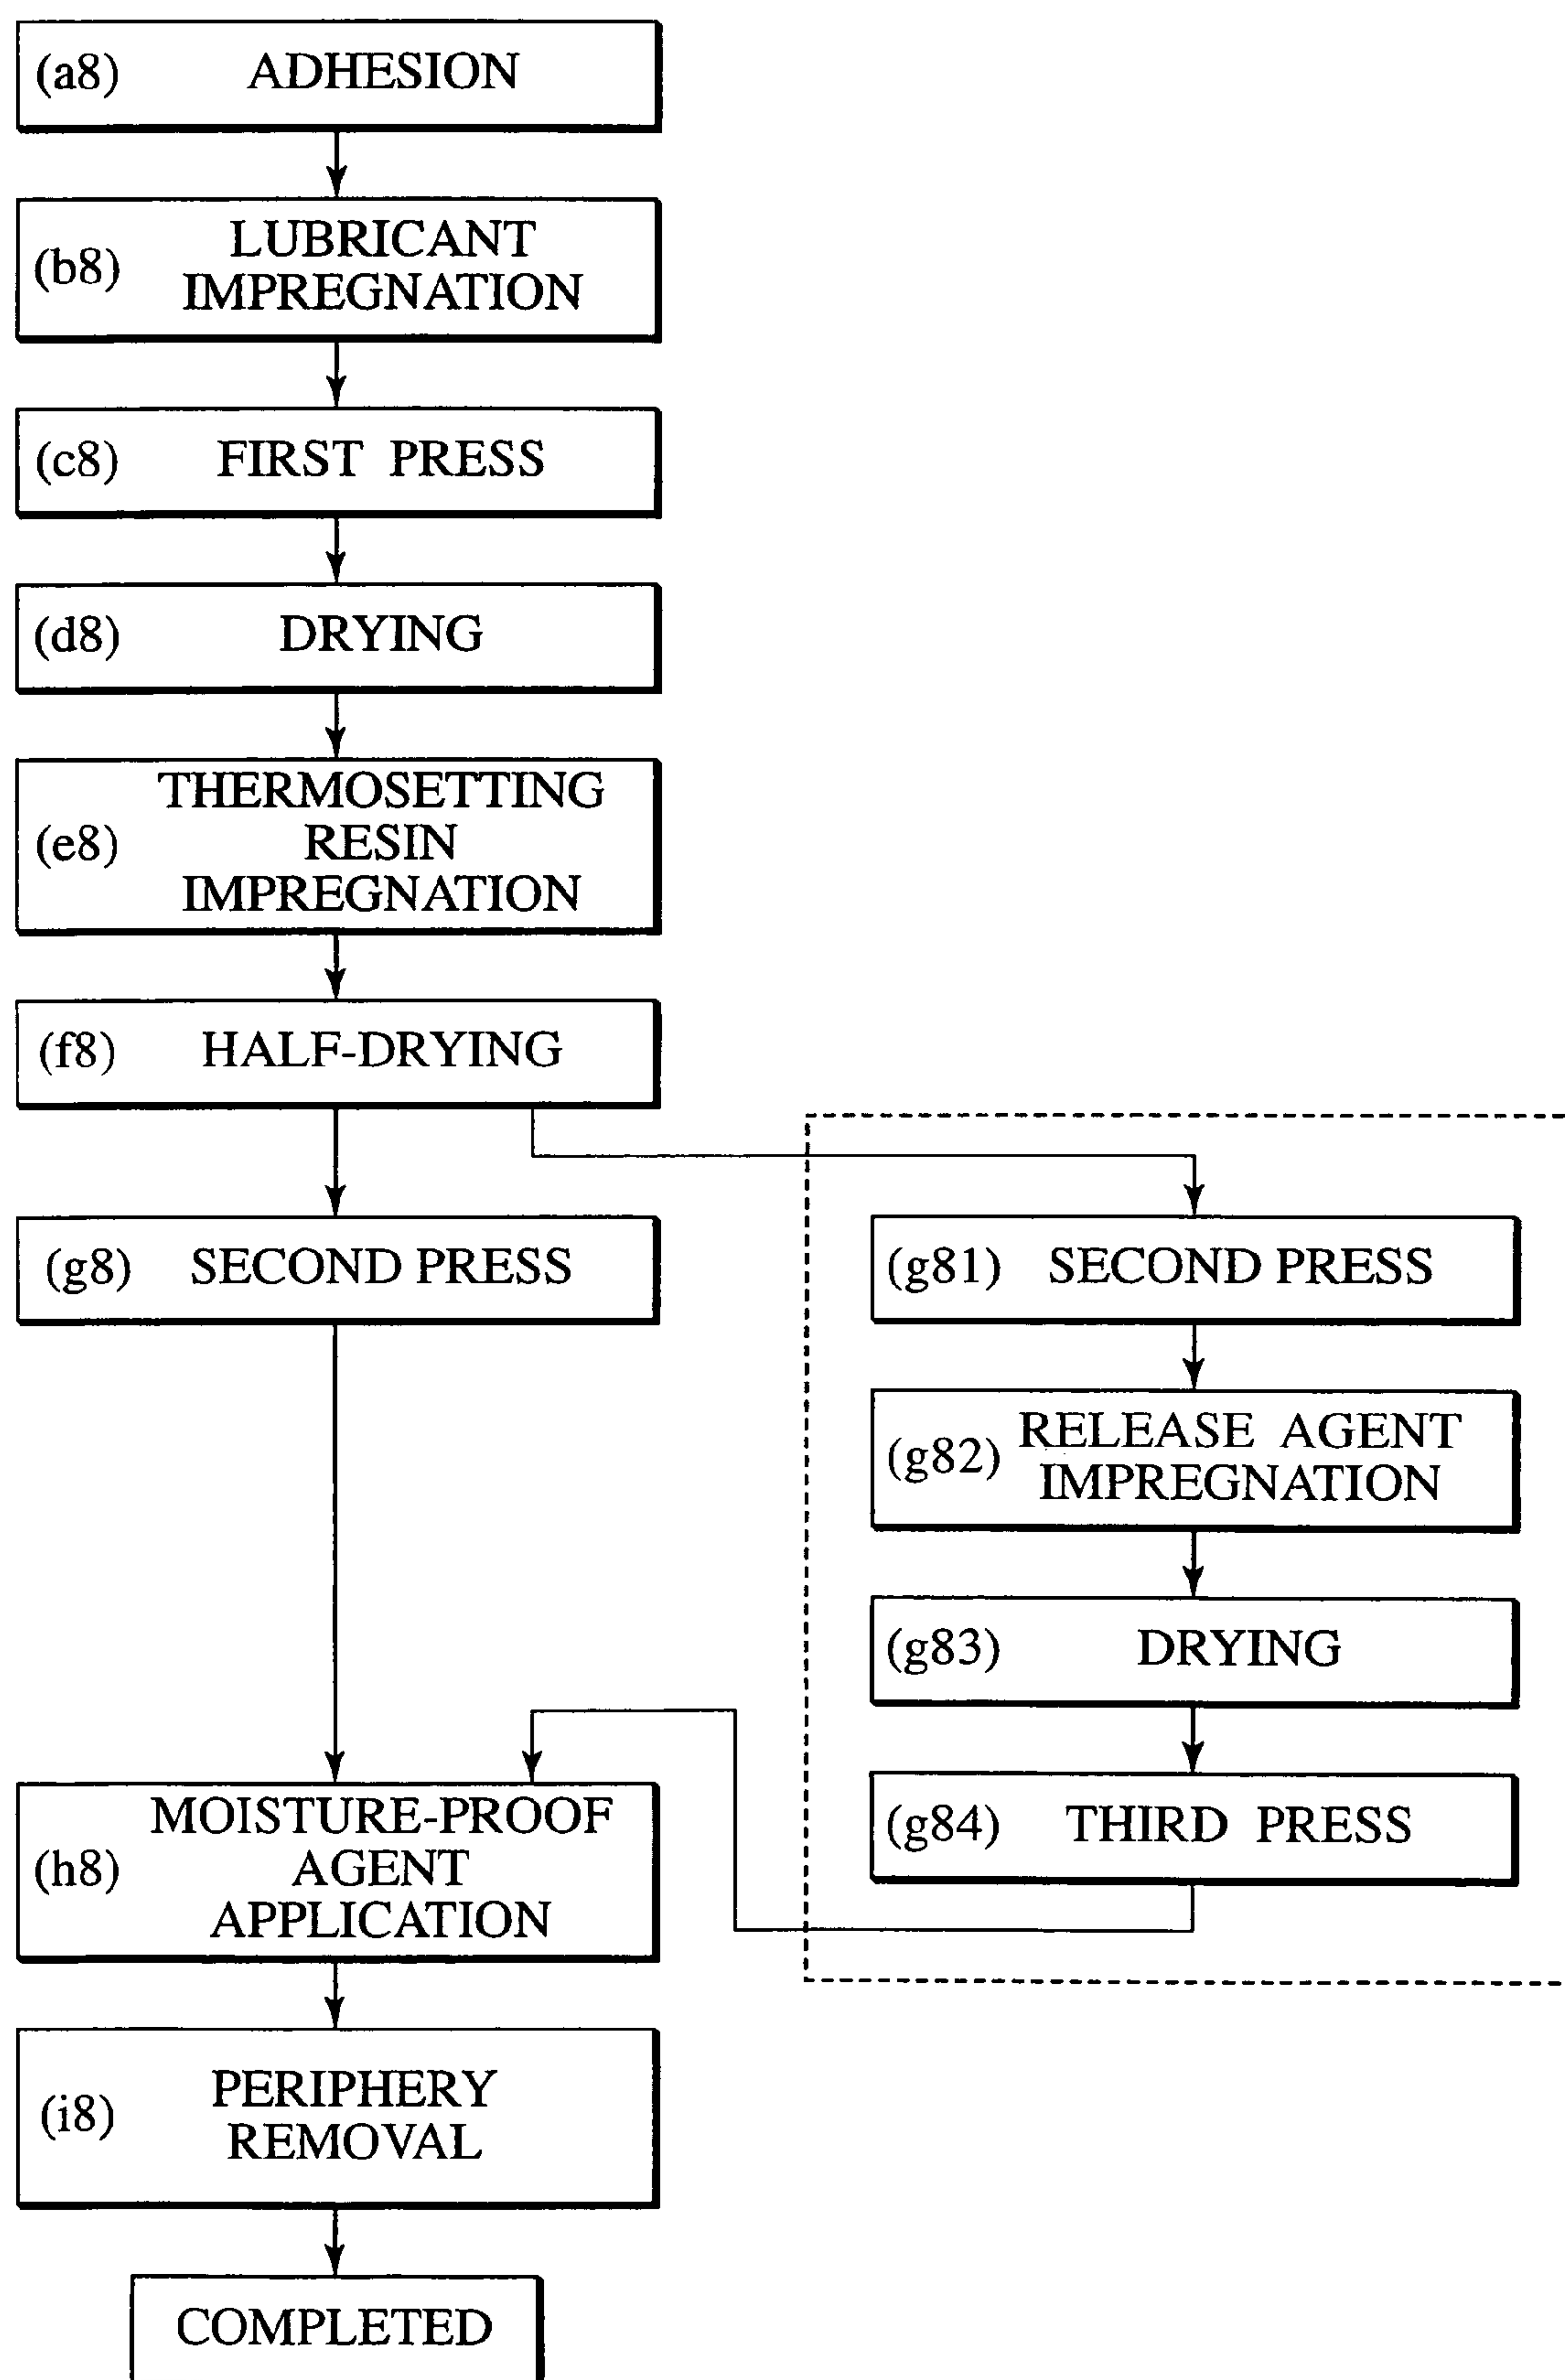 (a8) ADHESION
(b8) LUBRICANT
IMPREGNATION
(c8) FIRST PRESS
(d8) DRYING
(e8) THERMOSETTING
RESIN
IMPREGNATION
(f8) HALF-DRYING
(g8) SECOND PRESS
(g81) SECOND PRESS
(g82) RELEASE AGENT
IMPREGNATION
(g83) DRYING
(g84) THIRD PRESS
(h8) MOISTURE-PROOF
AGENT
APPLICATION
(i8) PERIPHERY
REMOVAL
COMPLETED